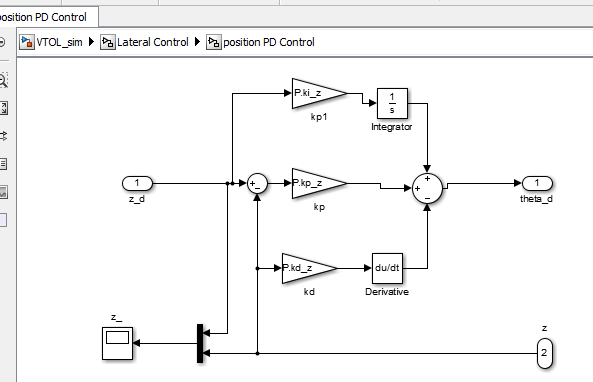 osition PD Control
VTOL_sim
Lateral Control
position PD Control
P.ki_z
kp1
1
s
Integrator
1
z_d
+
−
P.kp_z
kp
+
+
−
1
theta_d
P.kd_z
kd
du/dt
Derivative
z_
z
2